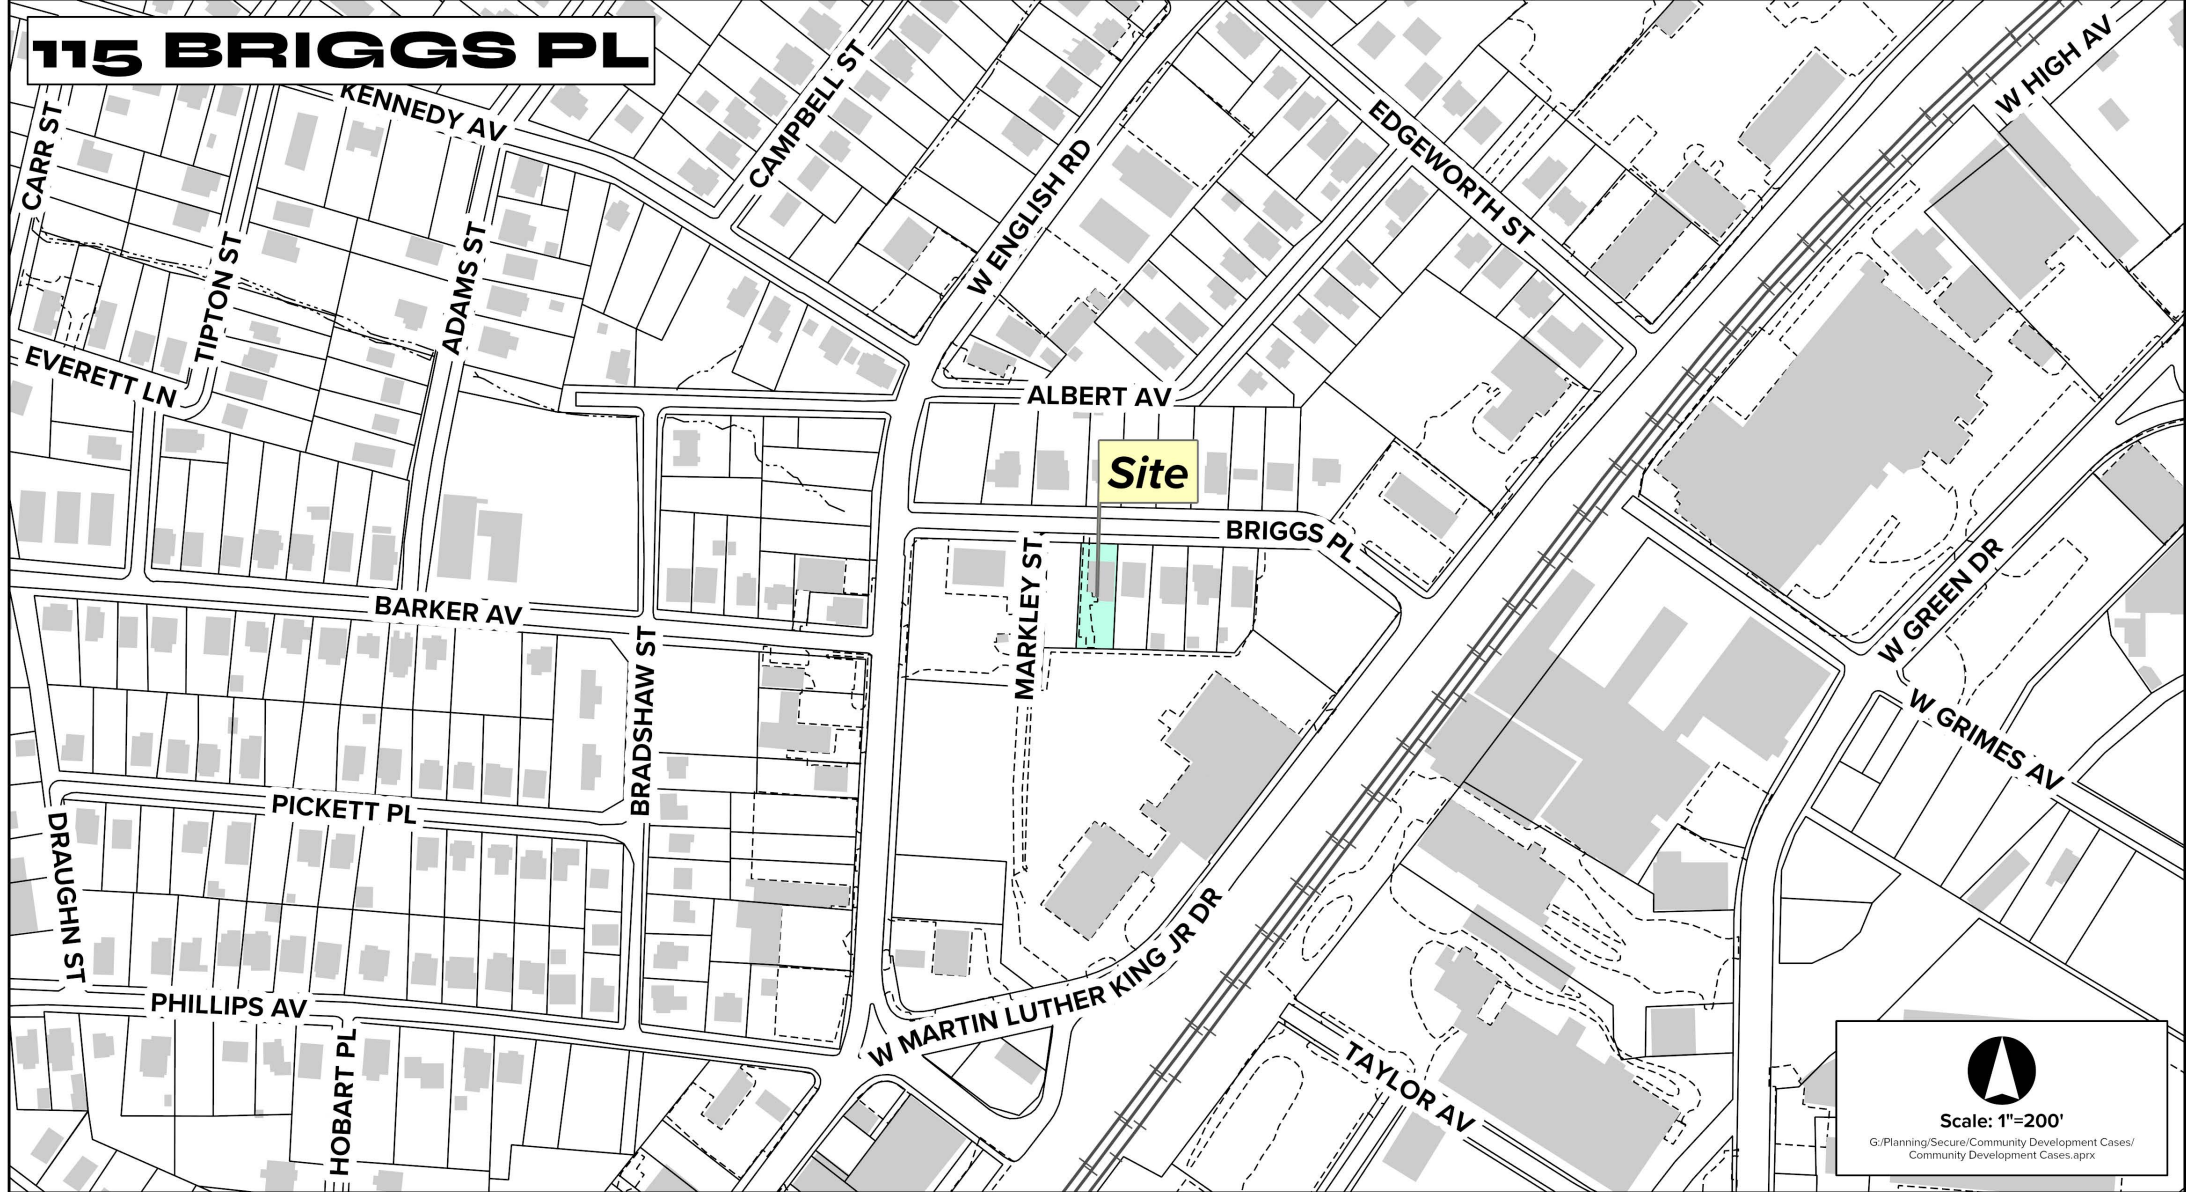 115 BRIGGS PL
KENNEDY AV
CARR ST
CAMPBELL ST
W HIGH AV
EDGEWORTH ST
W ENGLISH RD
TIPTON ST
ADAMS ST
EVERETT LN
ALBERT AV
Site
BRIGGS PL
MARKLEY ST
BARKER AV
W GREEN DR
BRADSHAW ST
W GRIMES AV
PICKETT PL
DRAUGHN ST
W MARTIN LUTHER KING JR DR
PHILLIPS AV
HOBART PL
TAYLOR AV
Scale: 1"=200'
G:/Planning/Secure/Community Development Cases/
Community Development Cases.aprx